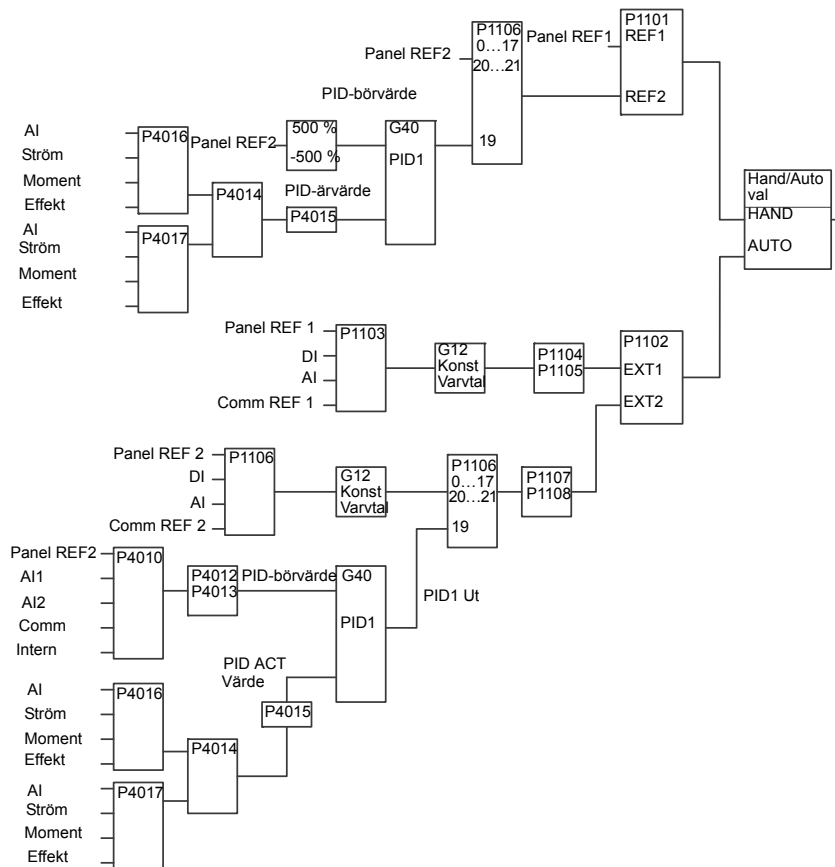 P1101
REF1
REF2
Panel REF1
P1106
0…17
20…21
19
Panel REF2
PID-börvärde
500 %
-500 %
Panel REF2
G40
PID1
AI
Ström
Moment
Effekt
P4016
P4014
PID-ärvärde
P4015
AI
Ström
Moment
Effekt
P4017
Hand/Auto
val
HAND
AUTO
Panel REF 1
DI
AI
Comm REF 1
P1103
G12
Konst
Varvtal
P1104
P1105
P1102
EXT1
EXT2
Panel REF 2
DI
AI
Comm REF 2
P1106
G12
Konst
Varvtal
P1106
0…17
20…21
19
P1107
P1108
Panel REF2
AI1
AI2
Comm
Intern
P4010
P4012
P4013
PID-börvärde
G40
PID1
PID1 Ut
PID ACT
Värde
P4015
AI
Ström
Moment
Effekt
P4016
P4014
AI
Ström
Moment
Effekt
P4017